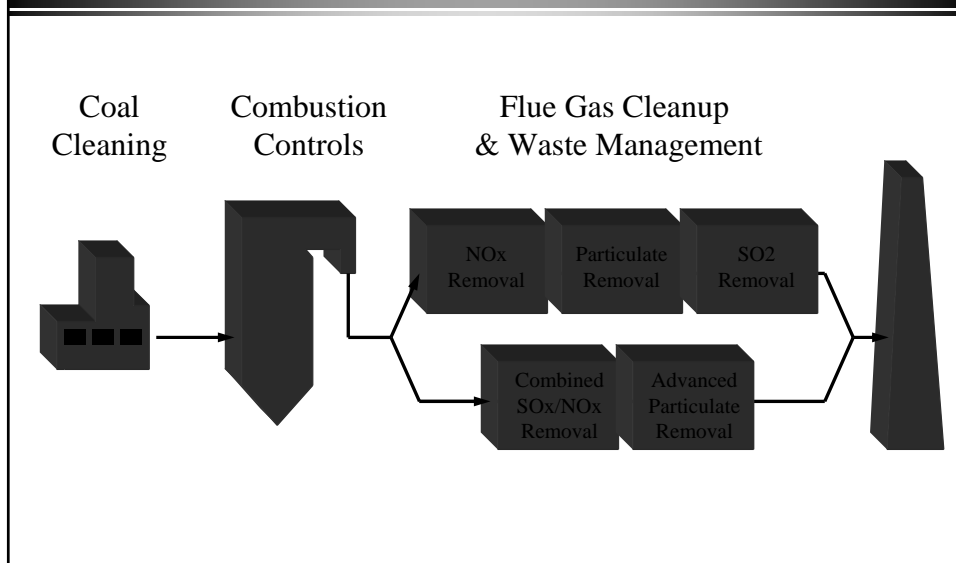 Coal
Cleaning
Combustion
Controls
Flue Gas Cleanup
& Waste Management
NOx
Removal
Particulate
Removal
SO2
Removal
Combined
SOx/NOx
Removal
Advanced
Particulate
Removal